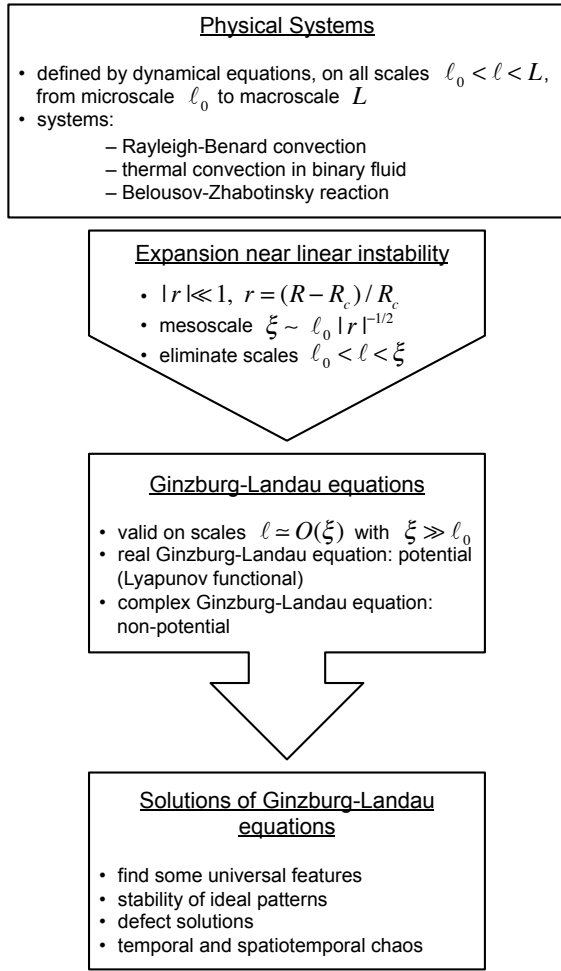 Physical Systems
• defined by dynamical equations, on all scales ℓ₀ < ℓ < L,
from microscale ℓ₀ to macroscale L
• systems:
– Rayleigh-Benard convection
– thermal convection in binary fluid
– Belousov-Zhabotinsky reaction
Expansion near linear instability
• |r| ≪ 1, r = (R − R_c) / R_c
• mesoscale ξ ~ ℓ₀ |r|^{−1/2}
• eliminate scales ℓ₀ < ℓ < ξ
Ginzburg-Landau equations
• valid on scales ℓ ≃ O(ξ) with ξ ≫ ℓ₀
• real Ginzburg-Landau equation: potential
(Lyapunov functional)
• complex Ginzburg-Landau equation:
non-potential
Solutions of Ginzburg-Landau
equations
• find some universal features
• stability of ideal patterns
• defect solutions
• temporal and spatiotemporal chaos